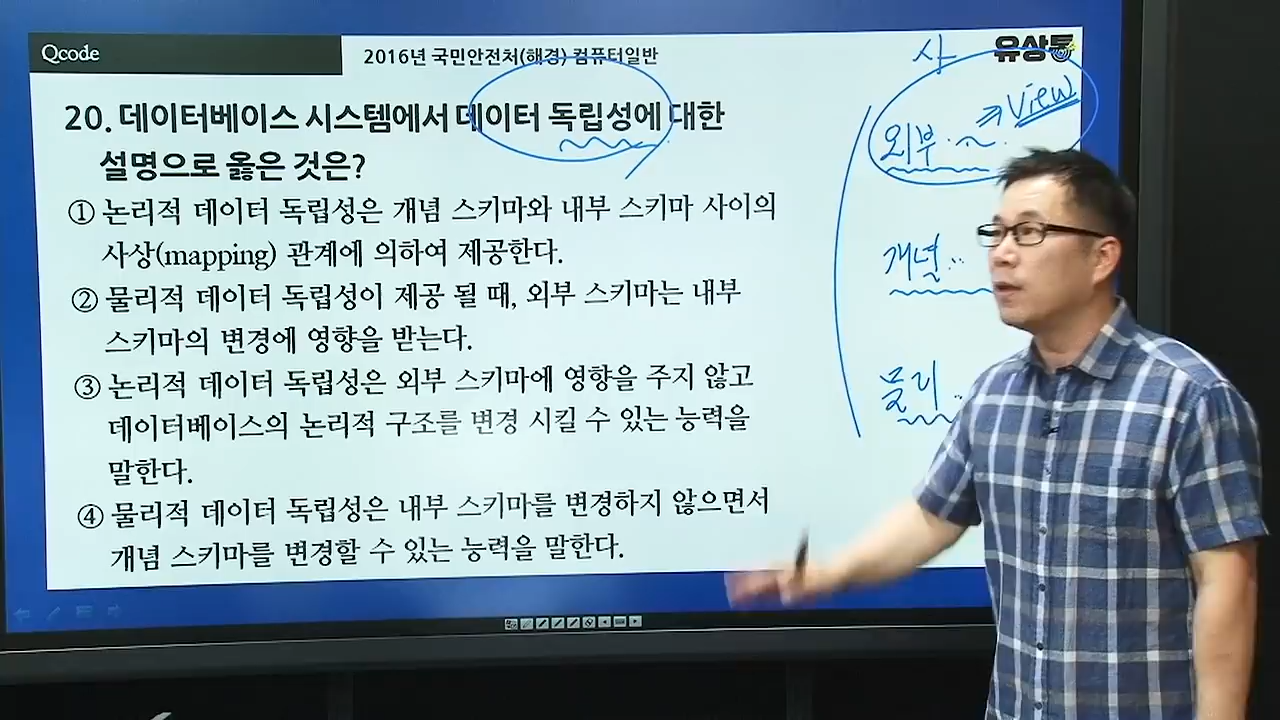 Qcode
2016년 국민안전처(해경) 컴퓨터일반
유상통
20. 데이터베이스 시스템에서 데이터 독립성에 대한
설명으로 옳은 것은?
① 논리적 데이터 독립성은 개념 스키마와 내부 스키마 사이의
사상(mapping) 관계에 의하여 제공한다.
② 물리적 데이터 독립성이 제공 될 때, 외부 스키마는 내부
스키마의 변경에 영향을 받는다.
③ 논리적 데이터 독립성은 외부 스키마에 영향을 주지 않고
데이터베이스의 논리적 구조를 변경 시킬 수 있는 능력을
말한다.
④ 물리적 데이터 독립성은 내부 스키마를 변경하지 않으면서
개념 스키마를 변경할 수 있는 능력을 말한다.
사
View
외부
개념
물리